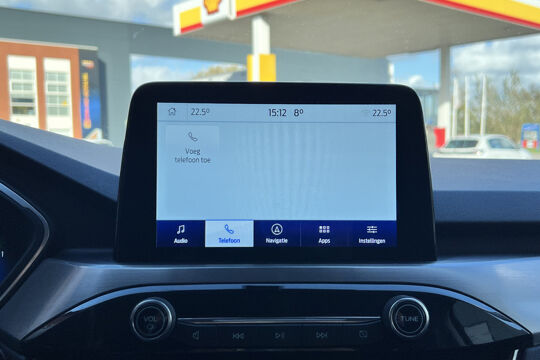 22.5° 15:12 8° 22.5°
Voeg
telefoon toe
Audio Telefoon Navigatie Apps Instellingen
VOL TUNE